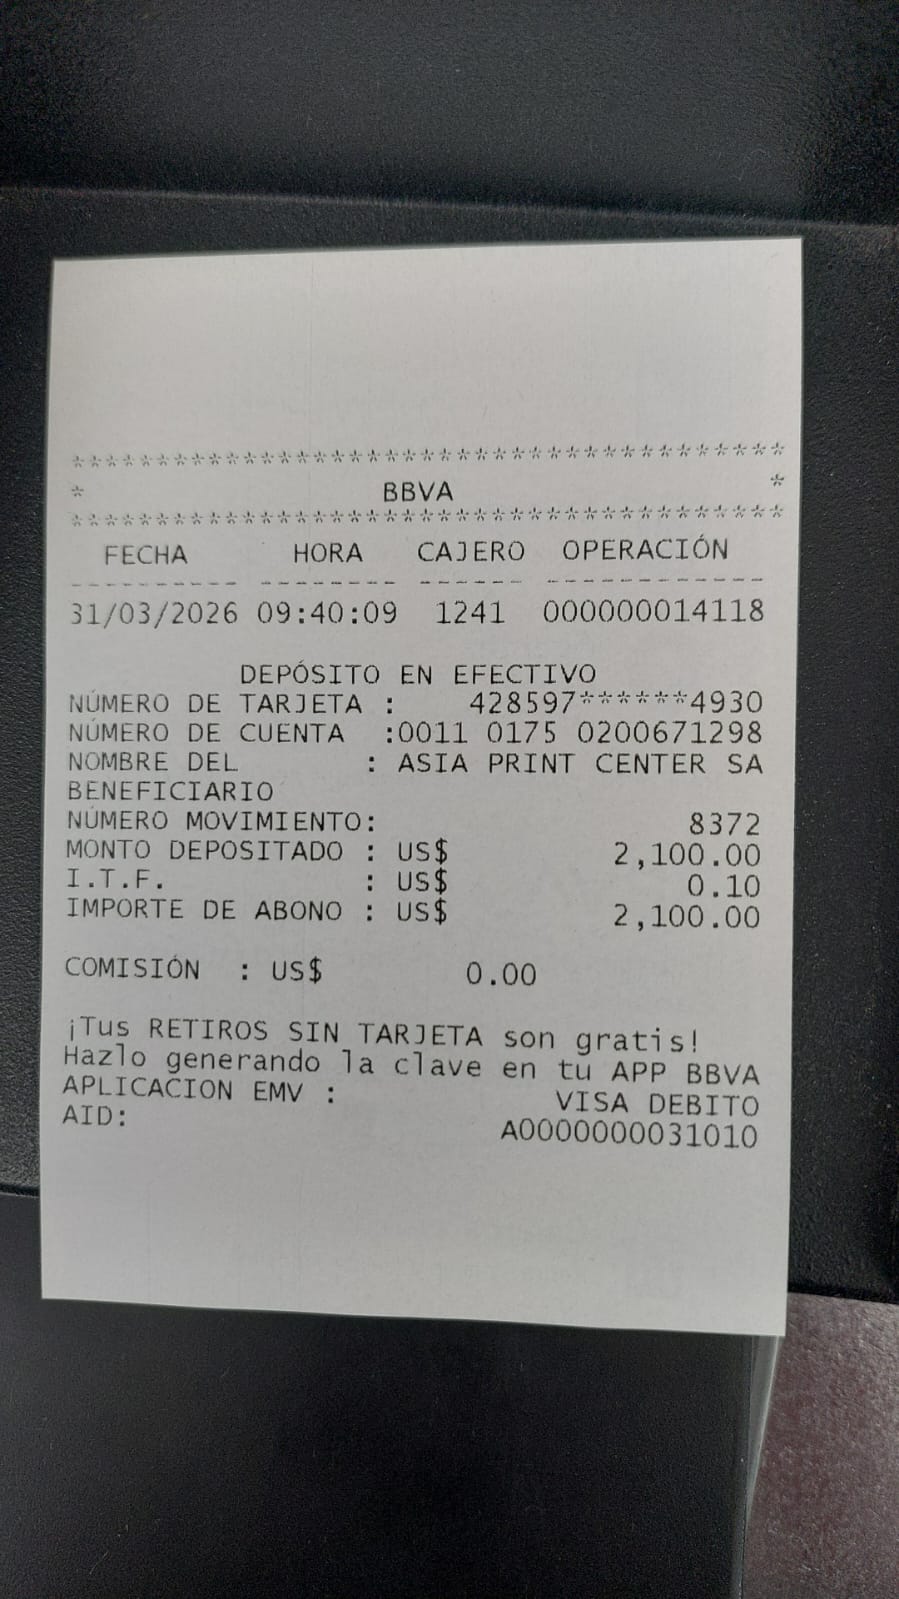 *****************************************
* BBVA *
*****************************************
FECHA HORA CAJERO OPERACIÓN
---------- -------- ------ -------------
31/03/2026 09:40:09 1241 000000014118
DEPÓSITO EN EFECTIVO
NÚMERO DE TARJETA : 428597******4930
NÚMERO DE CUENTA :0011 0175 0200671298
NOMBRE DEL : ASIA PRINT CENTER SA
BENEFICIARIO
NÚMERO MOVIMIENTO: 8372
MONTO DEPOSITADO : US$ 2,100.00
I.T.F. : US$ 0.10
IMPORTE DE ABONO : US$ 2,100.00
COMISIÓN : US$ 0.00
¡Tus RETIROS SIN TARJETA son gratis!
Hazlo generando la clave en tu APP BBVA
APLICACION EMV : VISA DEBITO
AID: A0000000031010